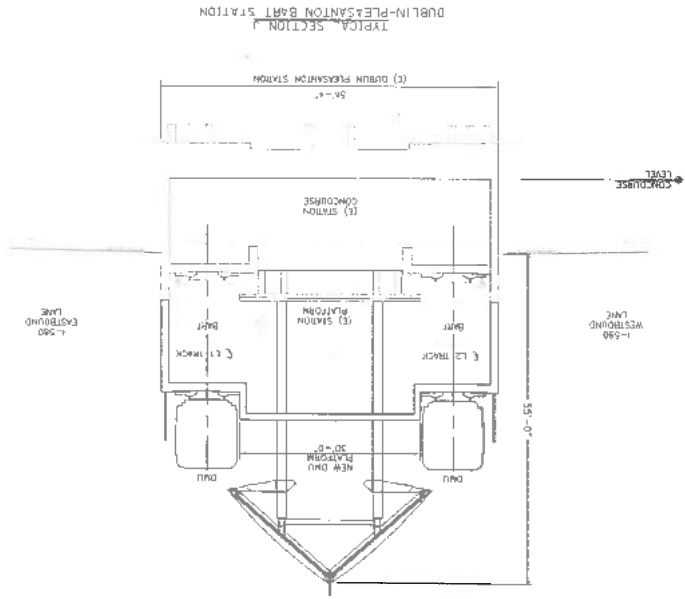 DMU
DMU
NEW DMU
PLATFORM
30'-0"
55'-0"
℄ L2 TRACK
℄ L1 TRACK
BART
BART
I-580
WESTBOUND
LANE
(E) STATION
PLATFORM
I-580
EASTBOUND
LANE
(E) STATION
CONCOURSE
CONCOURSE
LEVEL
56'-4"
(E) DUBLIN PLEASANTON STATION
TYPICAL SECTION J
DUBLIN-PLEASANTON BART STATION